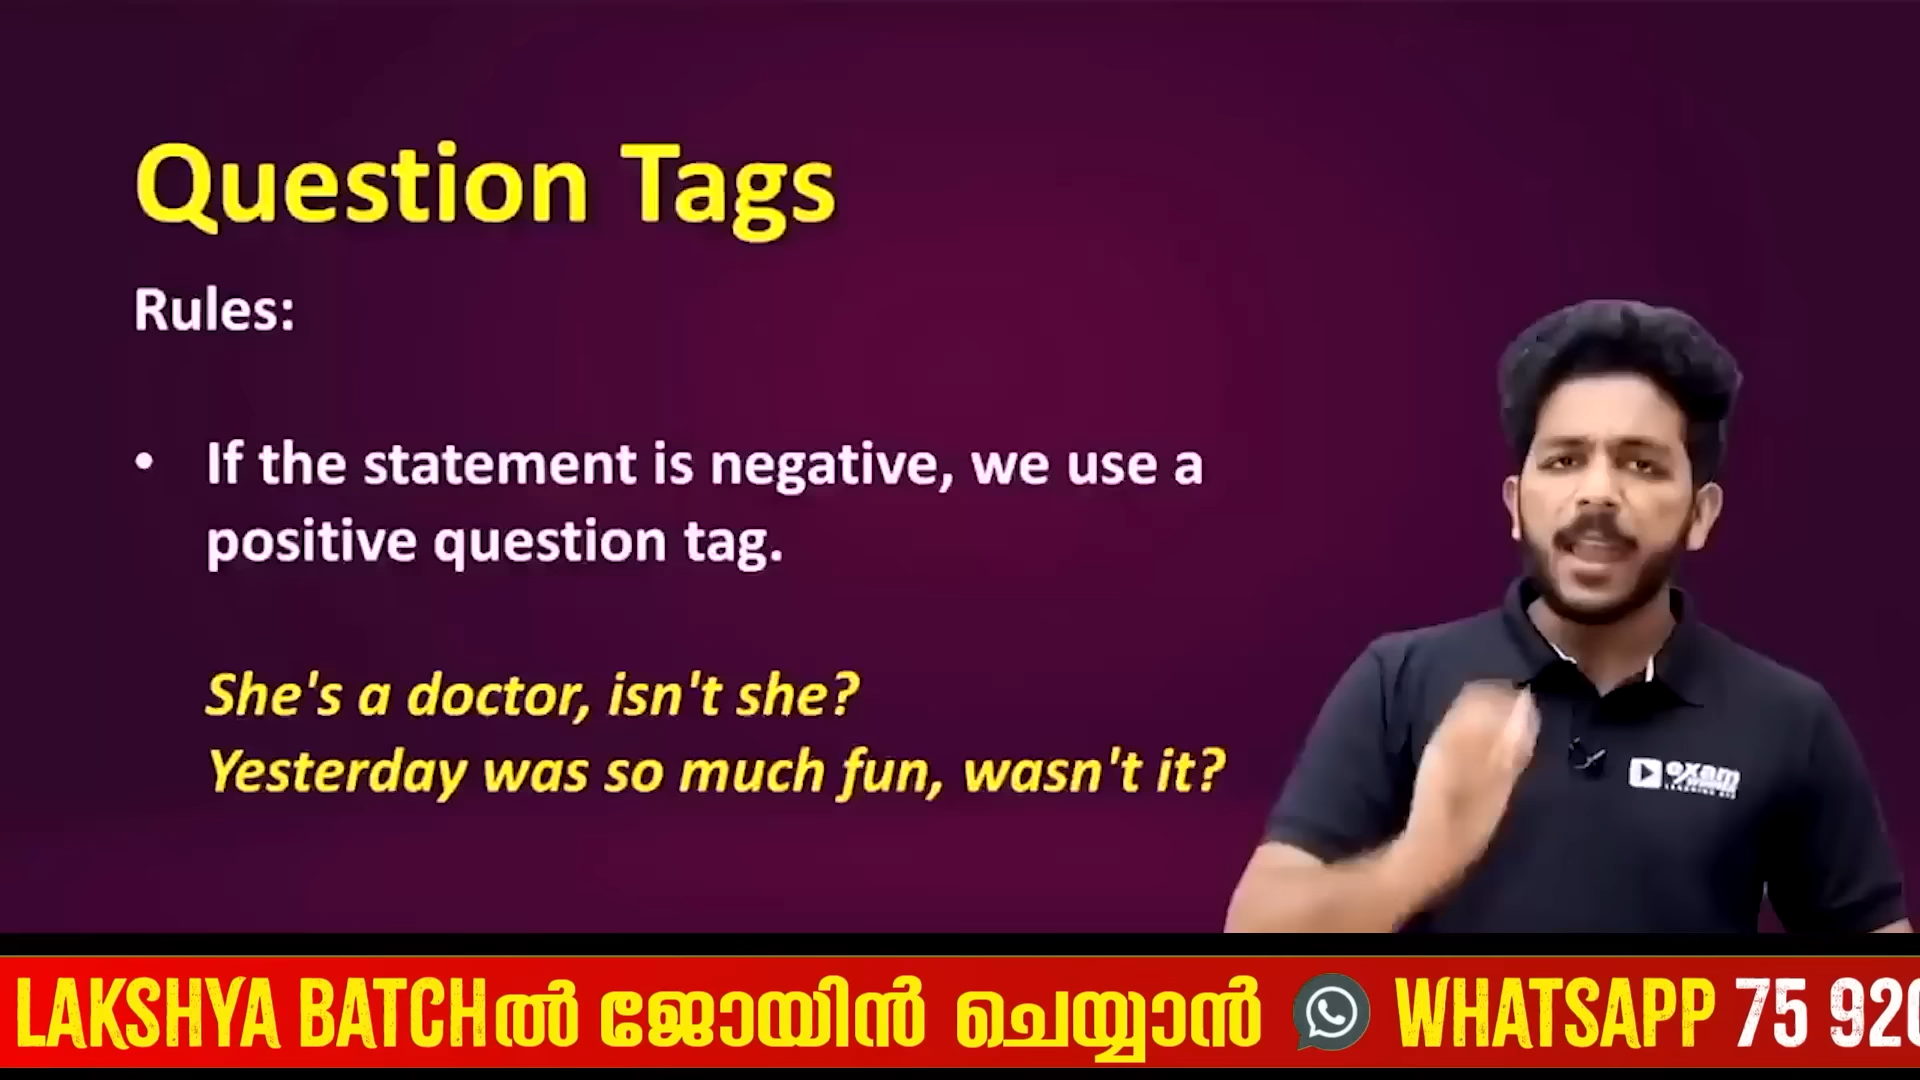 Question Tags
Rules:
• If the statement is negative, we use a
positive question tag.
She's a doctor, isn't she?
Yesterday was so much fun, wasn't it?
exam
LAKSHYA BATCHൽ ജോയിൻ ചെയ്യാൻ WHATSAPP 75 920